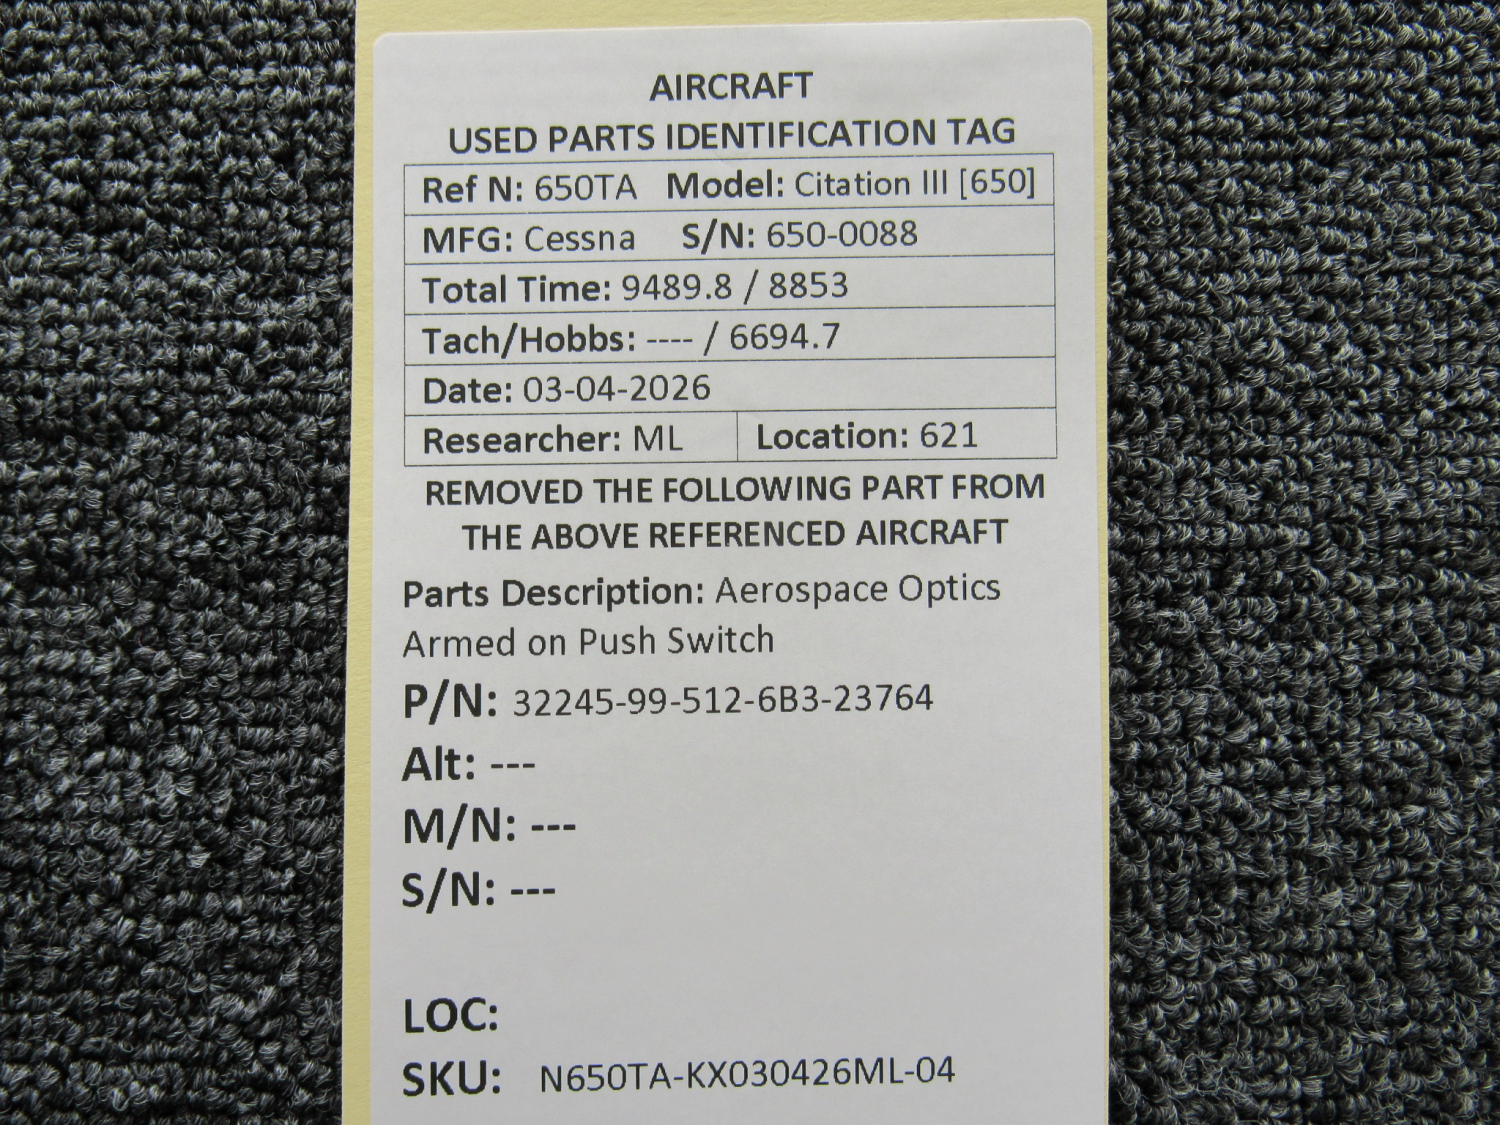 AIRCRAFT
USED PARTS IDENTIFICATION TAG
Ref N: 650TA Model: Citation III [650]
MFG: Cessna S/N: 650-0088
Total Time: 9489.8 / 8853
Tach/Hobbs: ---- / 6694.7
Date: 03-04-2026
Researcher: ML Location: 621
REMOVED THE FOLLOWING PART FROM
THE ABOVE REFERENCED AIRCRAFT
Parts Description: Aerospace Optics
Armed on Push Switch
P/N: 32245-99-512-6B3-23764
Alt: ---
M/N: ---
S/N: ---
LOC:
SKU: N650TA-KX030426ML-04